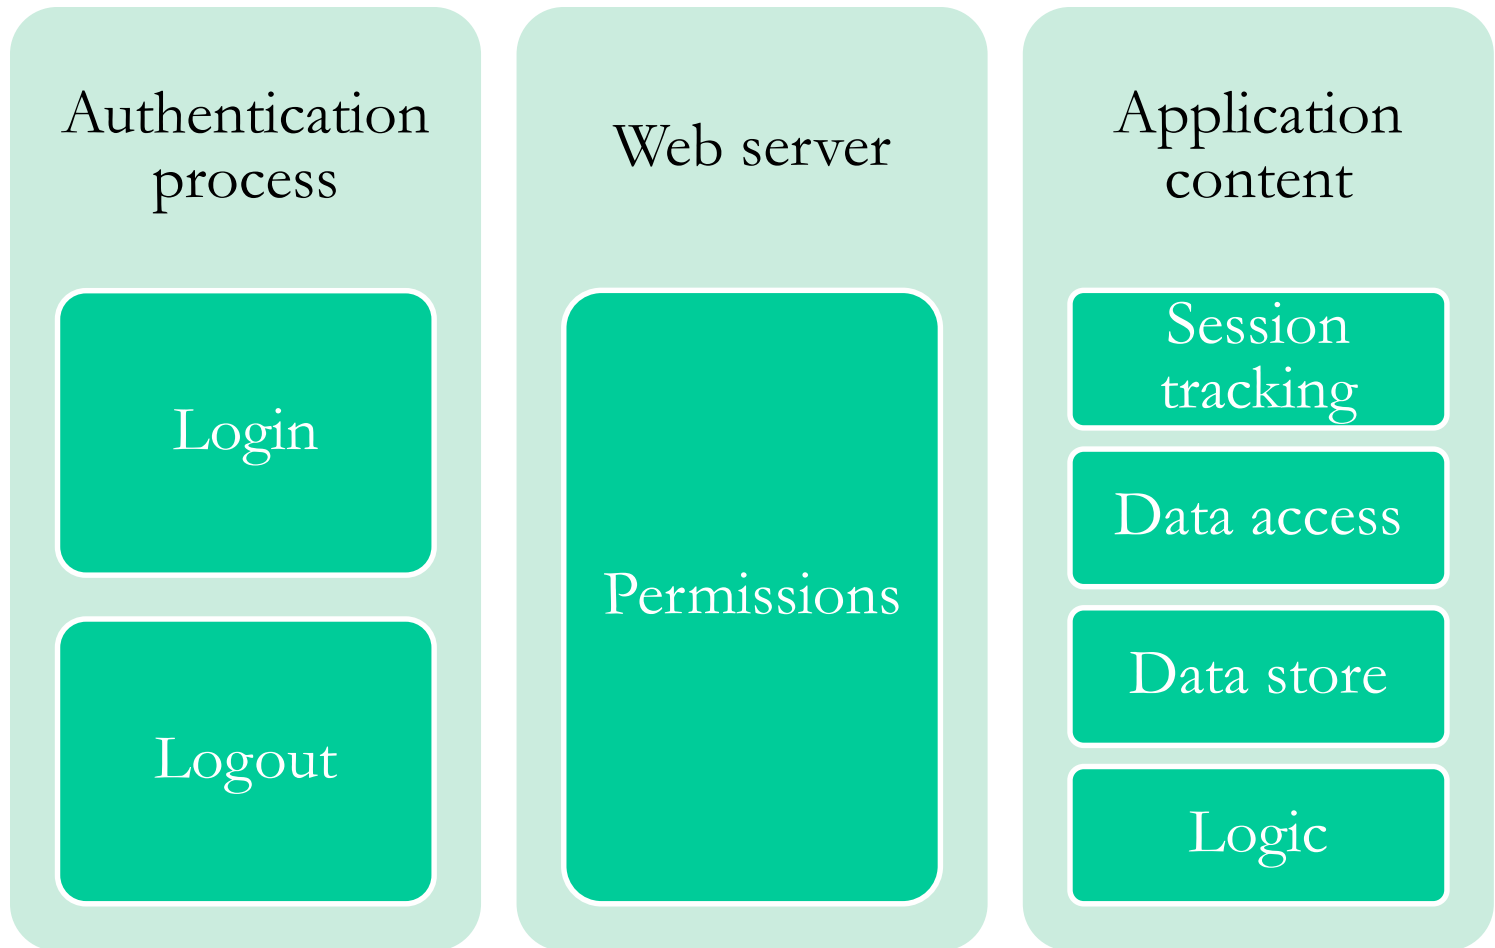 Authentication
process
Login
Logout
Web server
Permissions
Application
content
Session
tracking
Data access
Data store
Logic